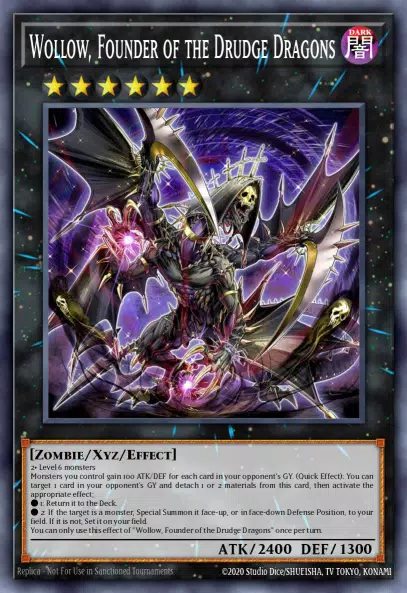 Wollow, Founder of the Drudge Dragons
DARK
闇
[Zombie/Xyz/Effect]
2+ Level 6 monsters
Monsters you control gain 100 ATK/DEF for each card in your opponent's GY. (Quick Effect): You can
target 1 card in your opponent's GY and detach 1 or 2 materials from this card, then activate the
appropriate effect;
● 1: Return it to the Deck.
● 2: If the target is a monster, Special Summon it face-up, or in face-down Defense Position, to your
field. If it is not, Set it on your field.
You can only use this effect of "Wollow, Founder of the Drudge Dragons" once per turn.
ATK/2400 DEF/1300
Replica - Not For Use in Sanctioned Tournaments
©2020 Studio Dice/SHUEISHA, TV TOKYO, KONAMI